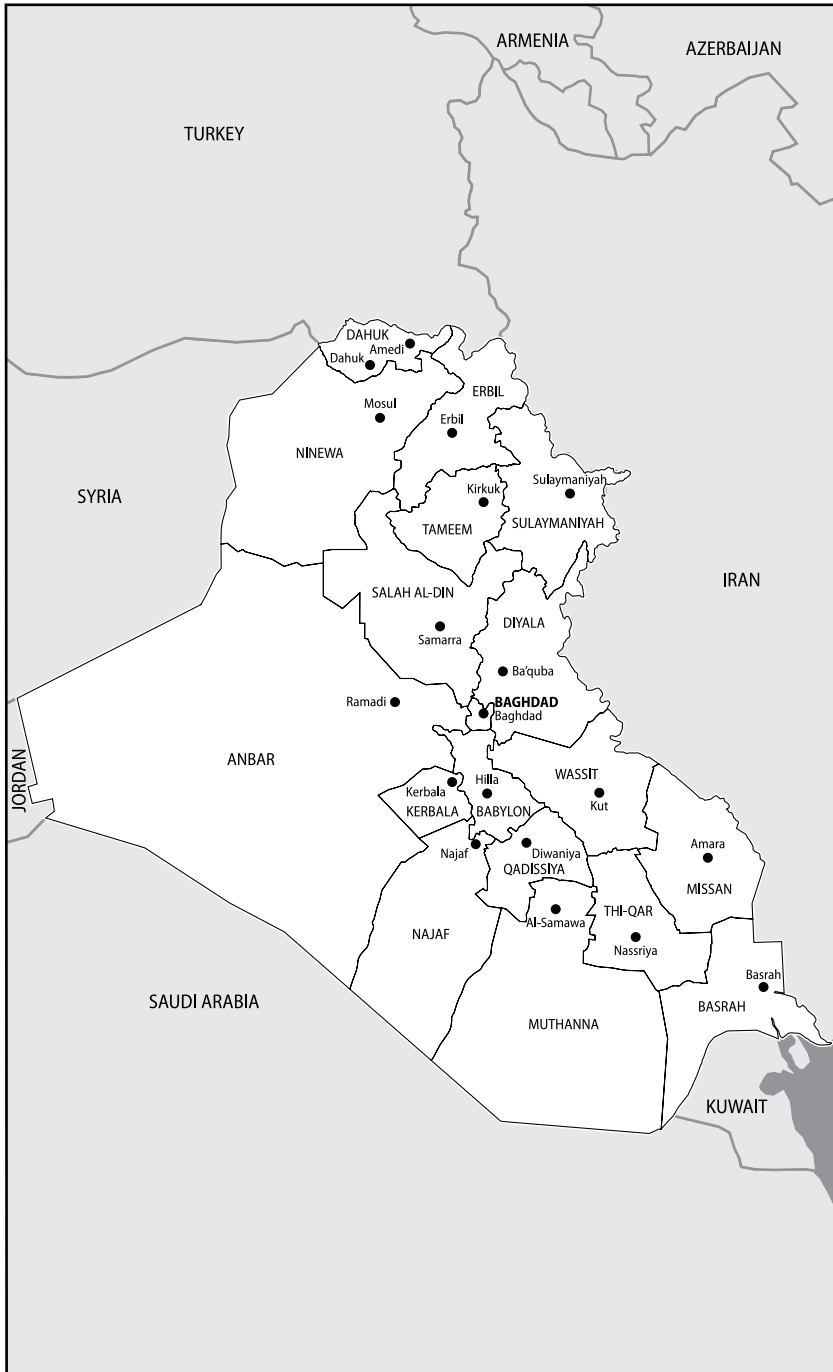 ARMENIA
AZERBAIJAN
TURKEY
DAHUK
Amedi
Dahuk
ERBIL
Mosul
Erbil
NINEWA
SYRIA
Sulaymaniyah
Kirkuk
SULAYMANIYAH
TAMEEM
IRAN
SALAH AL-DIN
DIYALA
Samarra
Ba'quba
Ramadi
BAGHDAD
Baghdad
ANBAR
JORDAN
WASSIT
Hilla
Kerbala
KERBALA
BABYLON
Kut
Amara
Najaf
Diwaniya
QADISSIYA
MISSAN
THI-QAR
Al-Samawa
NAJAF
Nassriya
Basrah
SAUDI ARABIA
BASRAH
MUTHANNA
KUWAIT